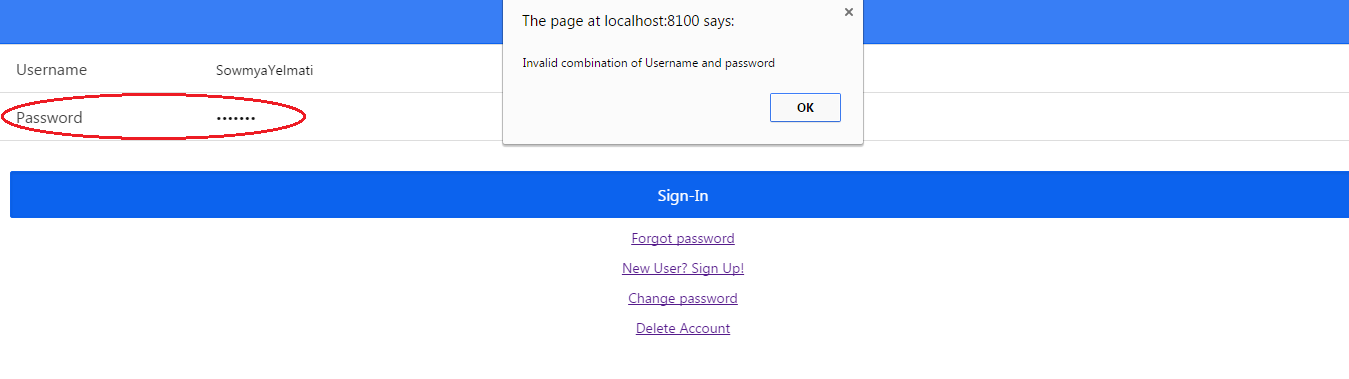 The page at localhost:8100 says:
Invalid combination of Username and password
OK
Username SowmyaYelmati
Password •••••••
Sign-In
Forgot password
New User? Sign Up!
Change password
Delete Account